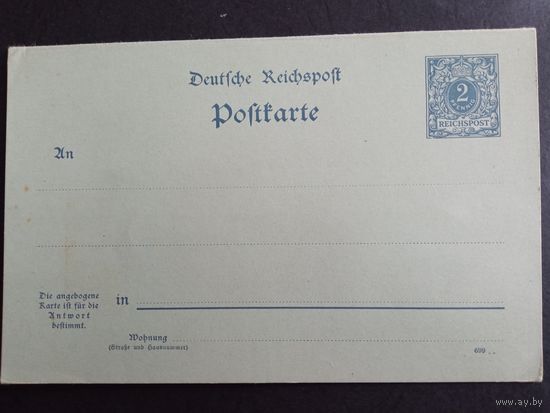 Deutsche Reichspost
Postkarte
2
PFENNIG
REICHSPOST
An
Die angebogene
Karte ist für die
Antwort
bestimmt.
in
Wohnung
(Straße und Hausnummer)
699 ..
www.ay.by